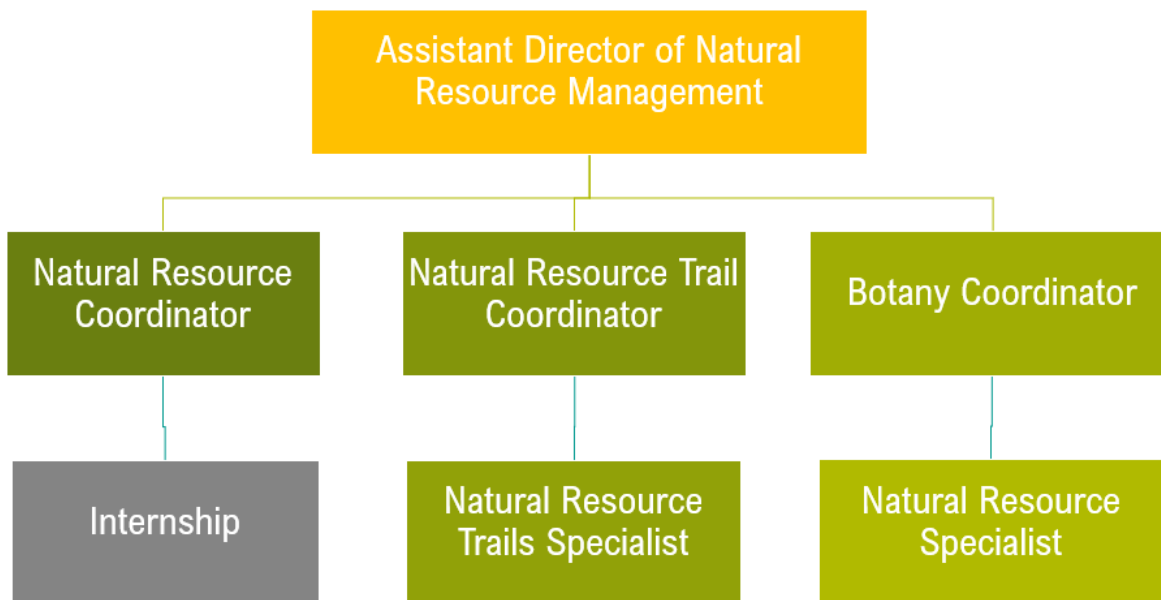 Assistant Director of Natural
Resource Management
Natural Resource
Coordinator
Natural Resource Trail
Coordinator
Botany Coordinator
Internship
Natural Resource
Trails Specialist
Natural Resource
Specialist